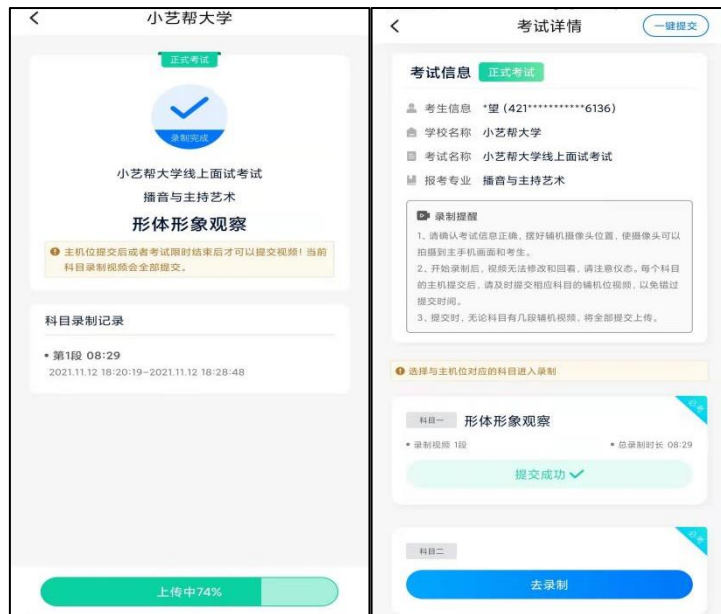 小艺帮大学
正式考试
录制完成
小艺帮大学线上面试考试
播音与主持艺术
形体形象观察
主机位提交后或者考试限时结束后才可以提交视频!当前
科目录制视频会全部提交。
科目录制记录
• 第1段 08:29
2021.11.12 18:20:19-2021.11.12 18:28:48
上传中74%
考试详情
一键提交
考试信息 正式考试
考生信息 *望 (421***********6136)
学校名称 小艺帮大学
考试名称 小艺帮大学线上面试考试
报考专业 播音与主持艺术
录制提醒
1、请确认考试信息正确,摆好辅机摄像头位置,使摄像头可以
拍摄到主手机画面和考生。
2、开始录制后,视频无法修改和回看,请注意仪态。每个科目
的主机提交后,请及时提交相应科目的辅机位视频,以免错过
提交时间。
3、提交时,无论科目有几段辅机视频,将全部提交上传。
选择与主机位对应的科目进入录制
必考
科目一 形体形象观察
• 录制视频 1段 • 总录制时长 08:29
提交成功
必考
科目二
去录制